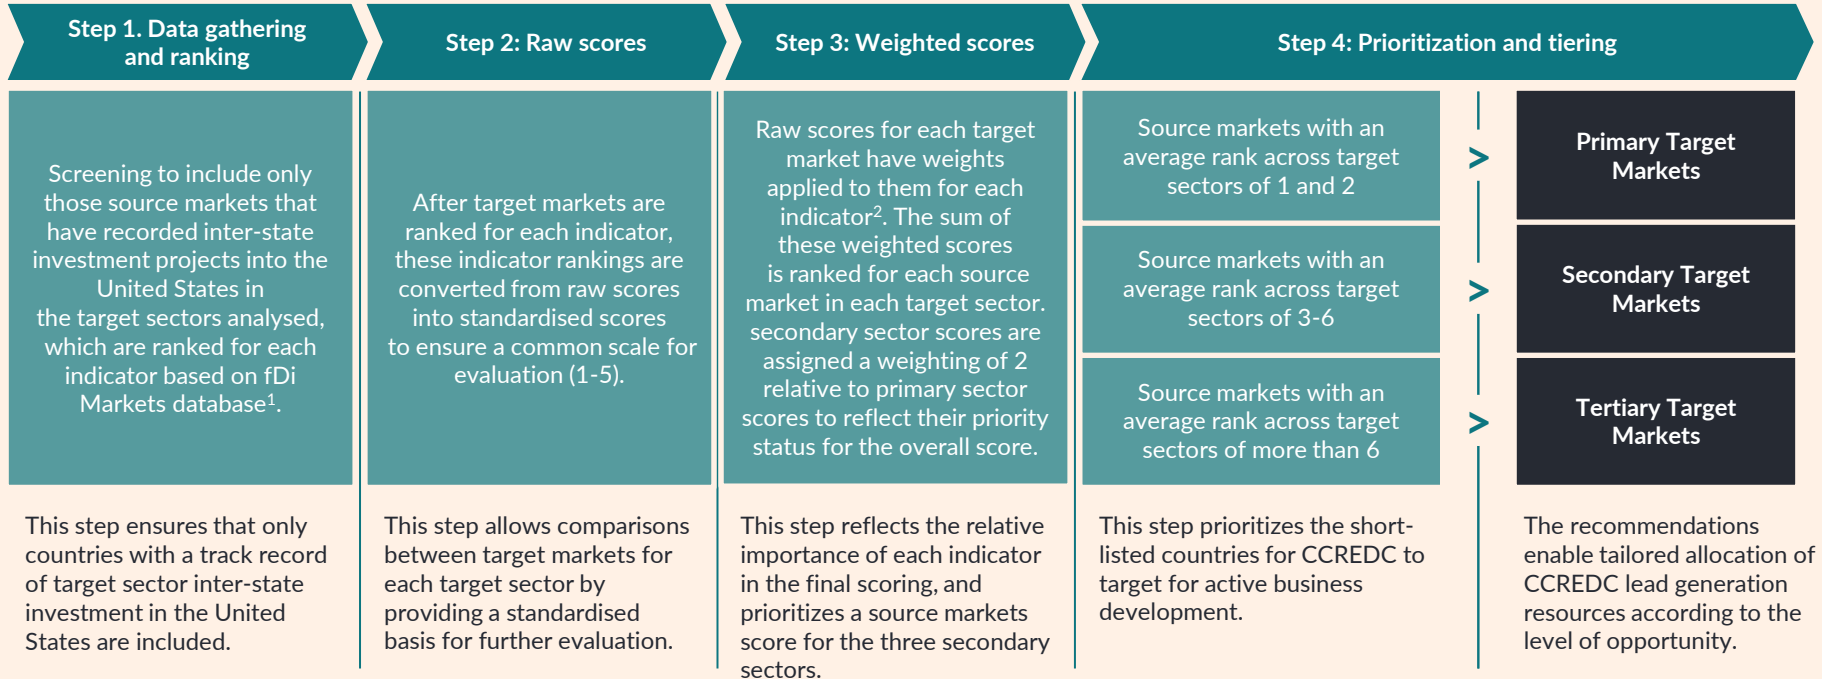 Step 1. Data gathering
and ranking
Step 2: Raw scores
Step 3: Weighted scores
Step 4: Prioritization and tiering
Screening to include only
those source markets that
have recorded inter-state
investment projects into the
United States in
the target sectors analysed,
which are ranked for each
indicator based on fDi
Markets database¹.
After target markets are
ranked for each indicator,
these indicator rankings are
converted from raw scores
into standardised scores
to ensure a common scale for
evaluation (1-5).
Raw scores for each target
market have weights
applied to them for each
indicator². The sum of
these weighted scores
is ranked for each source
market in each target sector.
secondary sector scores are
assigned a weighting of 2
relative to primary sector
scores to reflect their priority
status for the overall score.
Source markets with an
average rank across target
sectors of 1 and 2
>
Primary Target
Markets
Source markets with an
average rank across target
sectors of 3-6
>
Secondary Target
Markets
Source markets with an
average rank across target
sectors of more than 6
>
Tertiary Target
Markets
This step ensures that only
countries with a track record
of target sector inter-state
investment in the United
States are included.
This step allows comparisons
between target markets for
each target sector by
providing a standardised
basis for further evaluation.
This step reflects the relative
importance of each indicator
in the final scoring, and
prioritizes a source markets
score for the three secondary
sectors.
This step prioritizes the short-
listed countries for CCREDC to
target for active business
development.
The recommendations
enable tailored allocation of
CCREDC lead generation
resources according to the
level of opportunity.